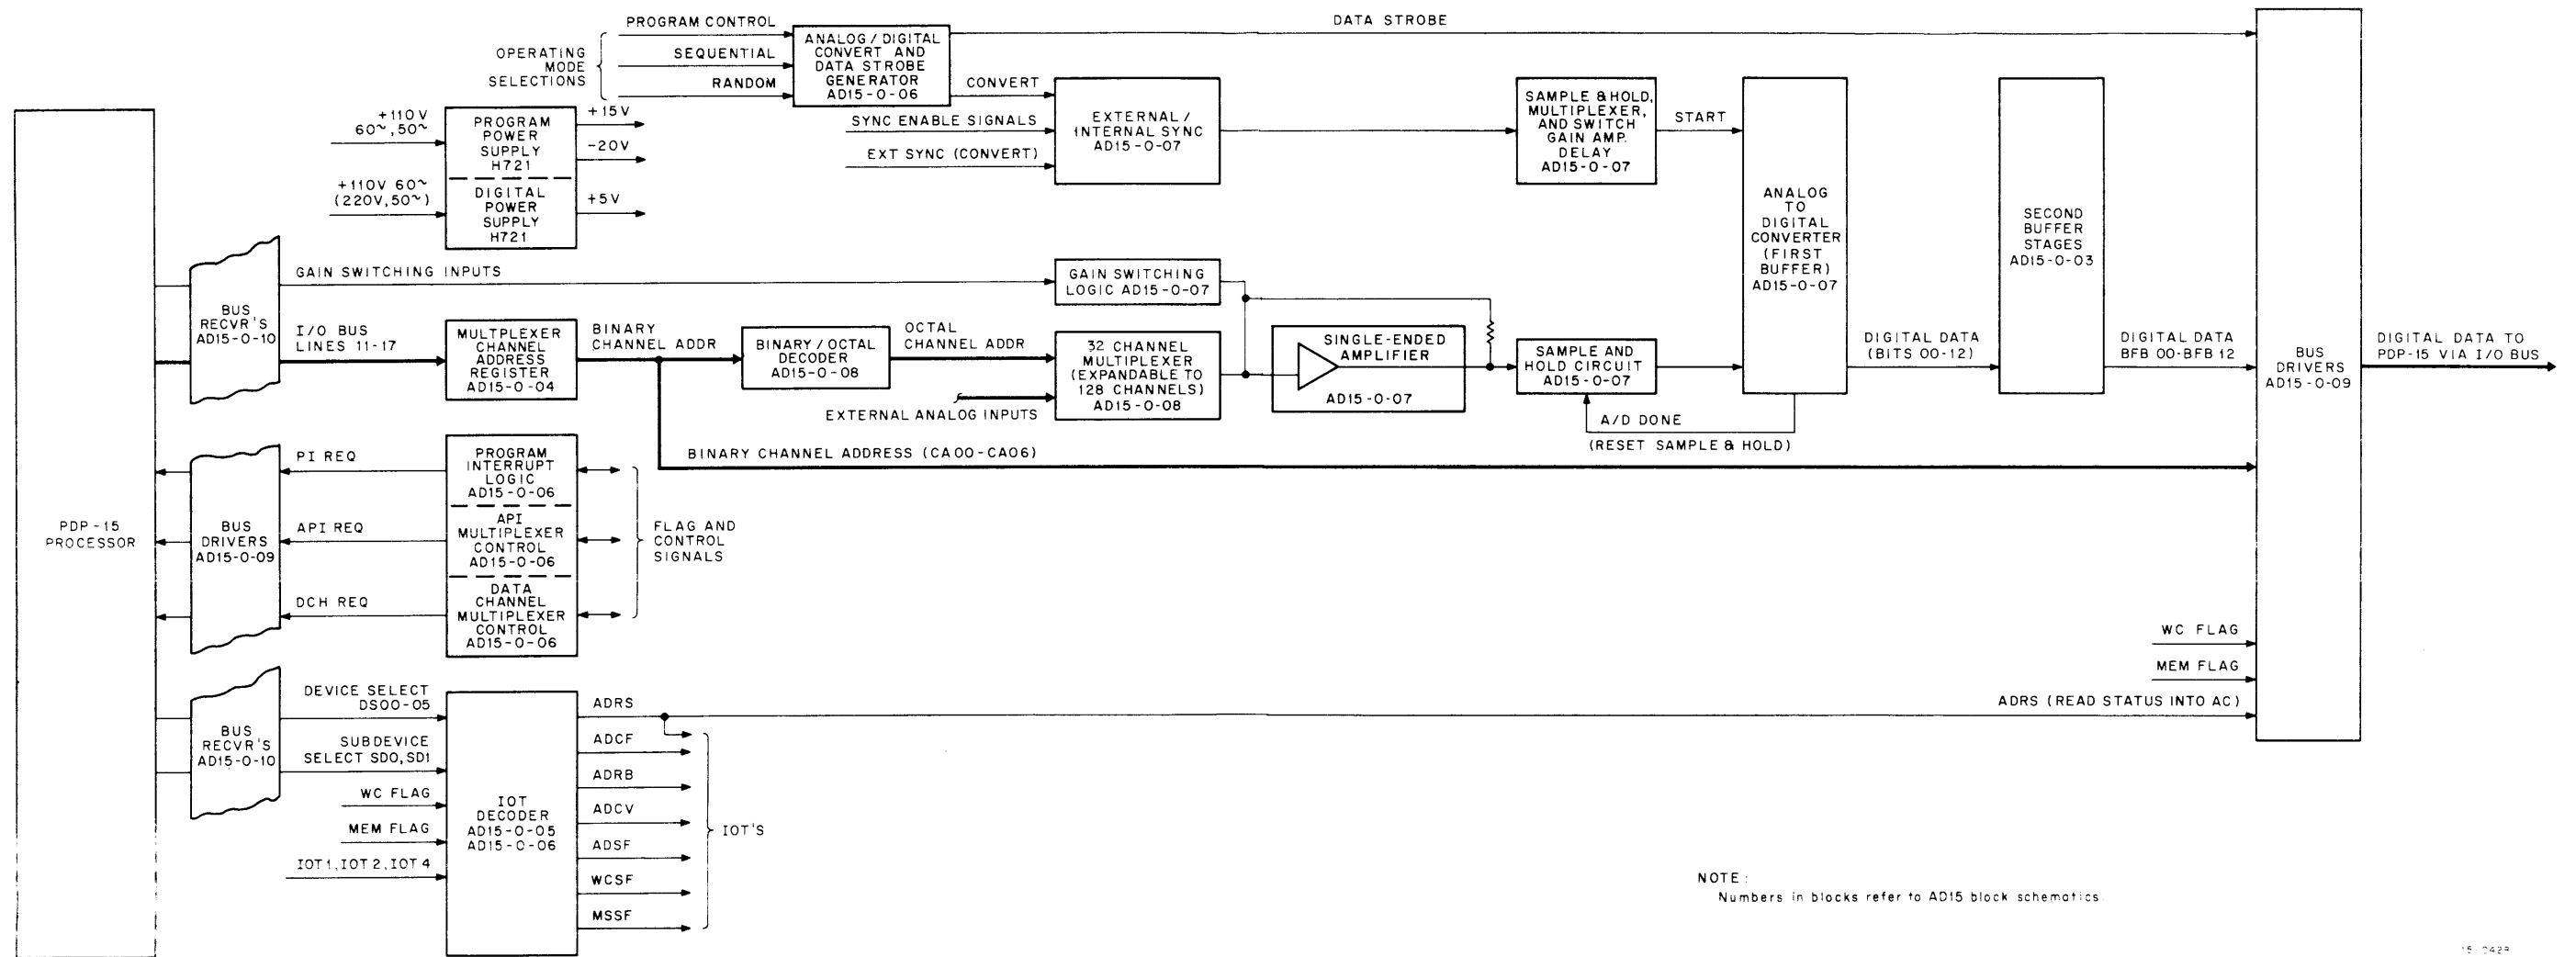 PROGRAM CONTROL
SEQUENTIAL
RANDOM
OPERATING
MODE
SELECTIONS
ANALOG / DIGITAL
CONVERT AND
DATA STROBE
GENERATOR
AD15-0-06
DATA STROBE
CONVERT
SYNC ENABLE SIGNALS
EXT SYNC (CONVERT)
EXTERNAL /
INTERNAL SYNC
AD15-0-07
SAMPLE & HOLD,
MULTIPLEXER,
AND SWITCH
GAIN AMP.
DELAY
AD15-0-07
START
ANALOG
TO
DIGITAL
CONVERTER
(FIRST
BUFFER)
AD15-0-07
SECOND
BUFFER
STAGES
AD15-0-03
+110V
60~,50~
PROGRAM
POWER
SUPPLY
H721
+15V
-20V
+110V 60~
(220V,50~)
DIGITAL
POWER
SUPPLY
H721
+5V
BUS
RECVR'S
AD15-0-10
GAIN SWITCHING INPUTS
GAIN SWITCHING
LOGIC AD15-0-07
I/O BUS
LINES 11-17
MULTPLEXER
CHANNEL
ADDRESS
REGISTER
AD15-0-04
BINARY
CHANNEL ADDR
BINARY / OCTAL
DECODER
AD15-0-08
OCTAL
CHANNEL ADDR
32 CHANNEL
MULTIPLEXER
(EXPANDABLE TO
128 CHANNELS)
AD15-0-08
EXTERNAL ANALOG INPUTS
SINGLE-ENDED
AMPLIFIER
AD15-0-07
SAMPLE AND
HOLD CIRCUIT
AD15-0-07
A/D DONE
(RESET SAMPLE & HOLD)
DIGITAL DATA
(BITS 00-12)
DIGITAL DATA
BFB 00-BFB 12
BUS
DRIVERS
AD15-0-09
DIGITAL DATA TO
PDP-15 VIA I/O BUS
BINARY CHANNEL ADDRESS (CA00-CA06)
PDP-15
PROCESSOR
BUS
DRIVERS
AD15-0-09
PI REQ
API REQ
DCH REQ
PROGRAM
INTERRUPT
LOGIC
AD15-0-06
API
MULTIPLEXER
CONTROL
AD15-0-06
DATA
CHANNEL
MULTIPLEXER
CONTROL
AD15-0-06
FLAG AND
CONTROL
SIGNALS
WC FLAG
MEM FLAG
ADRS (READ STATUS INTO AC)
BUS
RECVR'S
AD15-0-10
DEVICE SELECT
DS00-05
SUBDEVICE
SELECT SD0,SD1
WC FLAG
MEM FLAG
IOT1,IOT2,IOT4
IOT
DECODER
AD15-0-05
AD15-0-06
ADRS
ADCF
ADRB
ADCV
ADSF
WCSF
MSSF
IOT'S
NOTE:
Numbers in blocks refer to AD15 block schematics.